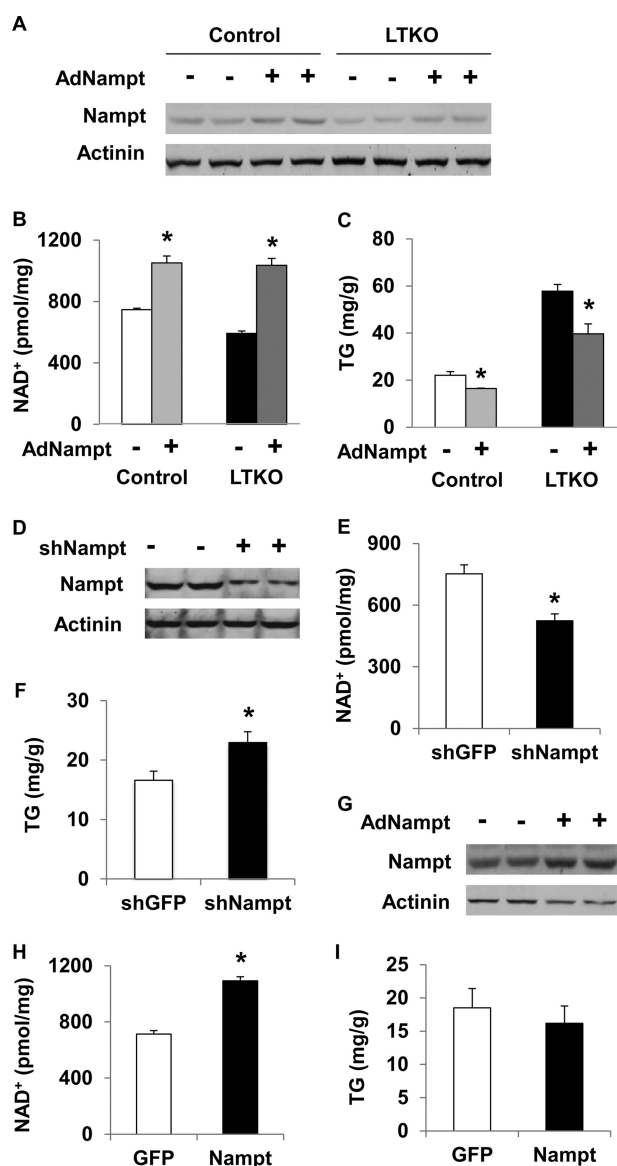 A
Control LTKO
AdNampt - - + + - - + +
Nampt
Actinin
B
NAD+ (pmol/mg)
1200
800
400
0
* *
AdNampt - + - +
Control LTKO
C
TG (mg/g)
80
60
40
20
0
* *
AdNampt - + - +
Control LTKO
D
shNampt - - + +
Nampt
Actinin
E
NAD+ (pmol/mg)
900
600
300
0
*
shGFP shNampt
F
TG (mg/g)
30
20
10
0
*
shGFP shNampt
G
AdNampt - - + +
Nampt
Actinin
H
NAD+ (pmol/mg)
1200
800
400
0
*
GFP Nampt
I
TG (mg/g)
25
20
15
10
5
0
GFP Nampt